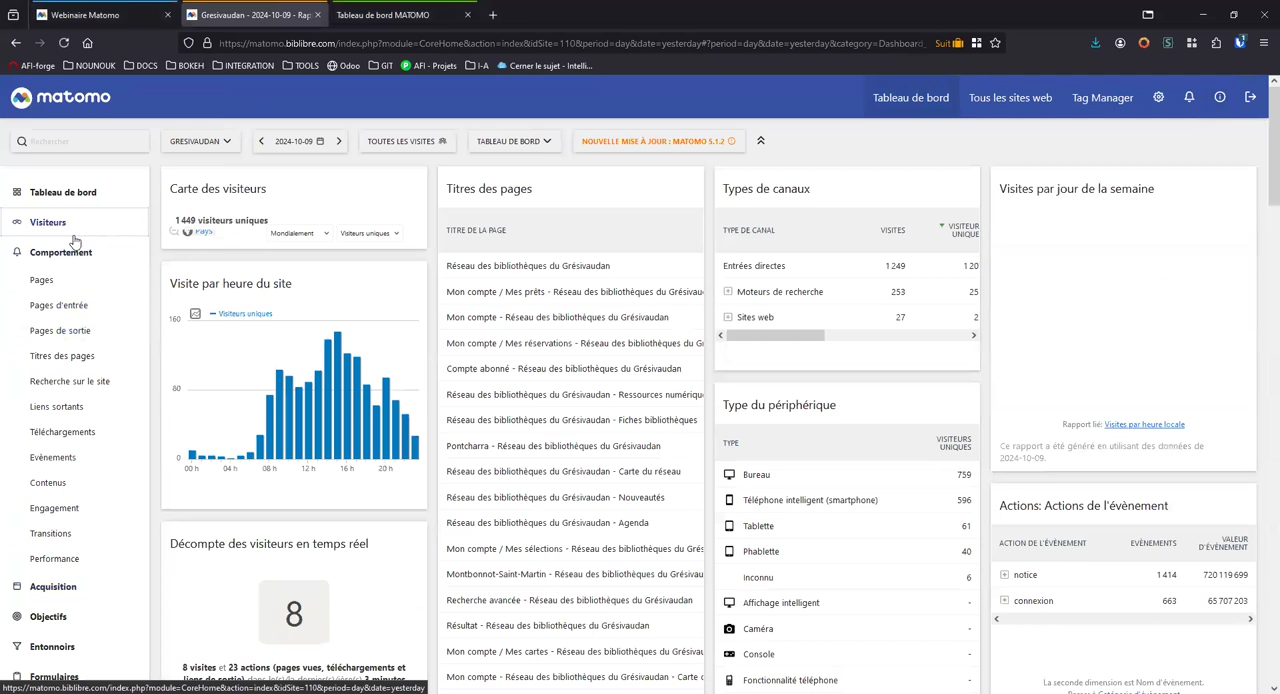 Webinaire Matomo
Gresivaudan - 2024-10-09 - Rap
Tableau de bord MATOMO
https://matomo.biblibre.com/index.php?module=CoreHome&action=index&idSite=110&period=day&date=yesterday#?period=day&date=yesterday&category=Dashboard_
Suit
AFI-forge
NOUNOUK
DOCS
BOKEH
INTEGRATION
TOOLS
Odoo
GIT
AFI - Projets
I-A
Cerner le sujet - Intelli...
matomo
Tableau de bord
Tous les sites web
Tag Manager
Rechercher
GRESIVAUDAN
2024-10-09
TOUTES LES VISITES
TABLEAU DE BORD
NOUVELLE MISE À JOUR : MATOMO 5.1.2
Tableau de bord
Visiteurs
Comportement
Pages
Pages d'entrée
Pages de sortie
Titres des pages
Recherche sur le site
Liens sortants
Téléchargements
Evènements
Contenus
Engagement
Transitions
Performance
Acquisition
Objectifs
Entonnoirs
Formulaires
https://matomo.biblibre.com/index.php?module=CoreHome&action=index&idSite=110&period=day&date=yesterday
Carte des visiteurs
1 449 visiteurs uniques
Pays
Mondialement
Visiteurs uniques
Visite par heure du site
Visiteurs uniques
160
80
0
00 h
04 h
08 h
12 h
16 h
20 h
Décompte des visiteurs en temps réel
8
8 visites et 23 actions (pages vues, téléchargements et
Titres des pages
TITRE DE LA PAGE
Réseau des bibliothèques du Grésivaudan
Mon compte / Mes prêts - Réseau des bibliothèques du Grésivau
Mon compte - Réseau des bibliothèques du Grésivaudan
Mon compte / Mes réservations - Réseau des bibliothèques du G
Compte abonné - Réseau des bibliothèques du Grésivaudan
Réseau des bibliothèques du Grésivaudan - Ressources numériq
Réseau des bibliothèques du Grésivaudan - Fiches bibliothèques
Pontcharra - Réseau des bibliothèques du Grésivaudan
Réseau des bibliothèques du Grésivaudan - Carte du réseau
Réseau des bibliothèques du Grésivaudan - Nouveautés
Réseau des bibliothèques du Grésivaudan - Agenda
Mon compte / Mes sélections - Réseau des bibliothèques du Gré
Montbonnot-Saint-Martin - Réseau des bibliothèques du Grésiva
Recherche avancée - Réseau des bibliothèques du Grésivaudan
Résultat - Réseau des bibliothèques du Grésivaudan
Mon compte / Mes cartes - Réseau des bibliothèques du Grésiva
Mon compte - Réseau des bibliothèques du Grésivaudan - Cont
Types de canaux
TYPE DE CANAL
VISITES
VISITEUR
UNIQUE
Entrées directes 1 249 1 20
Moteurs de recherche 253 25
Sites web 27 2
Type du périphérique
TYPE
VISITEURS
UNIQUES
Bureau 759
Téléphone intelligent (smartphone) 596
Tablette 61
Phablette 40
Inconnu 6
Affichage intelligent -
Caméra -
Console -
Fonctionnalité téléphone -
Visites par jour de la semaine
Rapport lié: Visites par heure locale
Ce rapport a été généré en utilisant des données de
2024-10-09.
Actions: Actions de l'évènement
ACTION DE L'ÉVÈNEMENT
EVÈNEMENTS
VALEUR
D'ÉVÈNEMENT
notice 1 414 720 119 699
connexion 663 65 707 203
La seconde dimension est Nom d'évènement.